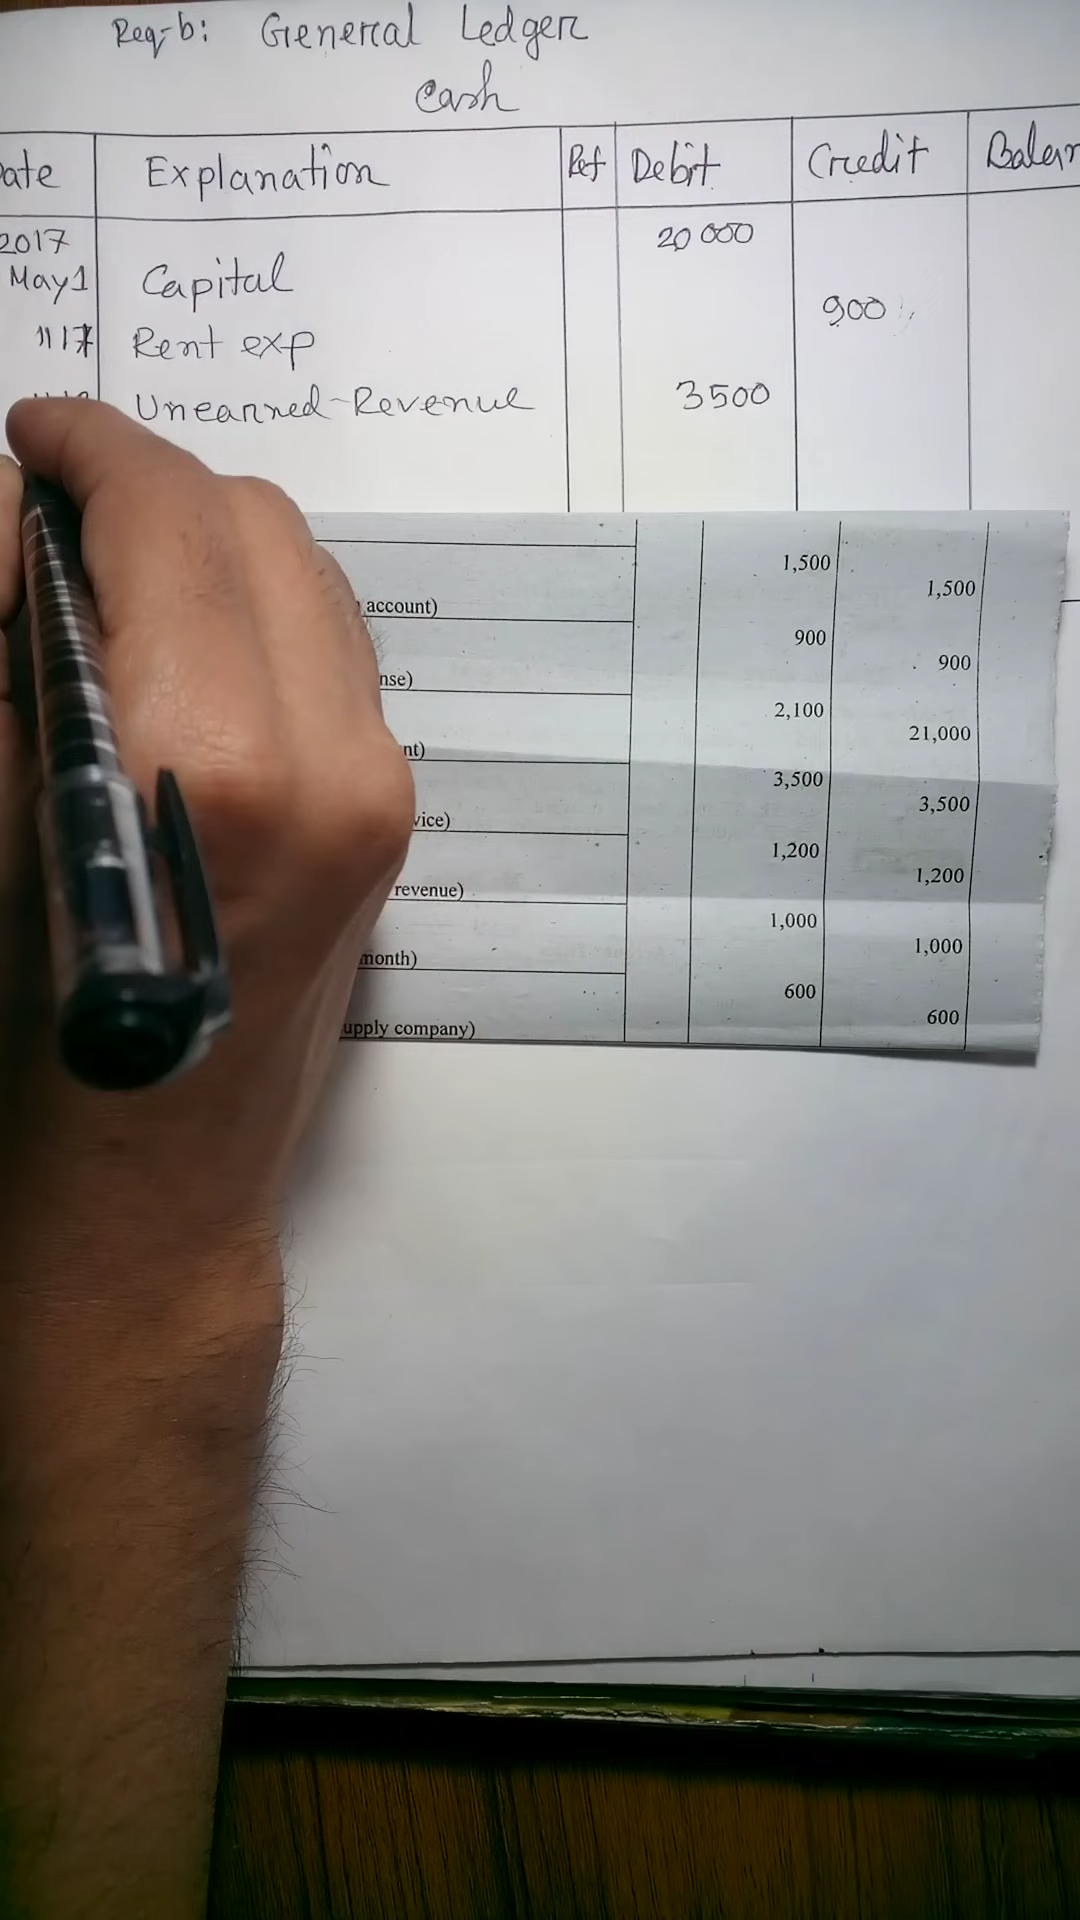 Req-b: General Ledger
Cash
ate Explanation Ref Debit Credit Balan
2017 20 000
May1 Capital
900
"17 Rent exp
Unearned-Revenue 3500
1,500
1,500
account)
900
900
nse)
2,100
21,000
nt)
3,500
3,500
vice)
1,200
1,200
revenue)
1,000
1,000
month)
600
600
upply company)